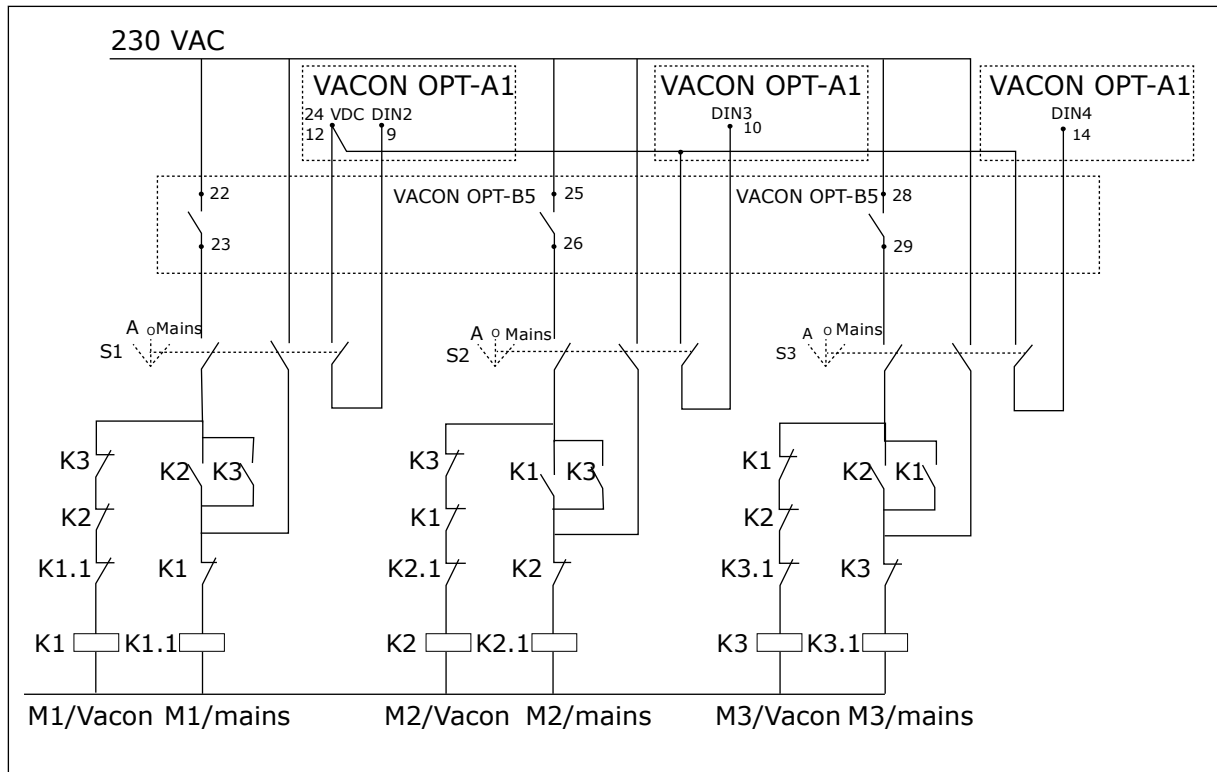 230 VAC
VACON OPT-A1
VACON OPT-A1
VACON OPT-A1
24 VDC DIN2
DIN3
DIN4
12
9
10
14
22
VACON OPT-B5
25
VACON OPT-B5
28
23
26
29
A
O
Mains
A
O
Mains
A
O
Mains
S1
S2
S3
K3
K2
K3
K3
K1
K3
K1
K2
K1
K2
K1
K2
K1.1
K1
K2.1
K2
K3.1
K3
K1
K1.1
K2
K2.1
K3
K3.1
M1/Vacon
M1/mains
M2/Vacon
M2/mains
M3/Vacon
M3/mains